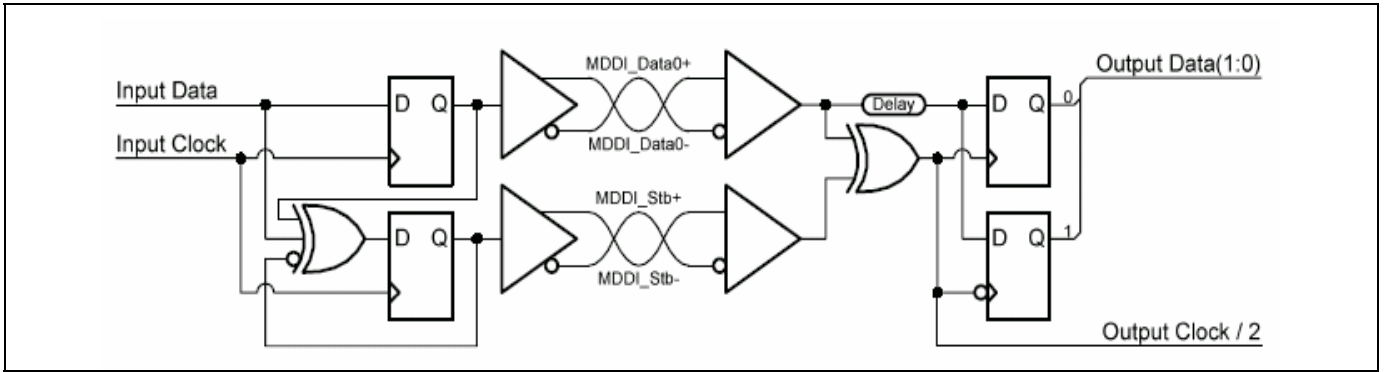 MDDI_Data0+
Output Data(1:0)
Input Data
D Q
Delay
D Q
0
Input Clock
MDDI_Data0-
MDDI_Stb+
D Q
D Q
1
MDDI_Stb-
Output Clock / 2